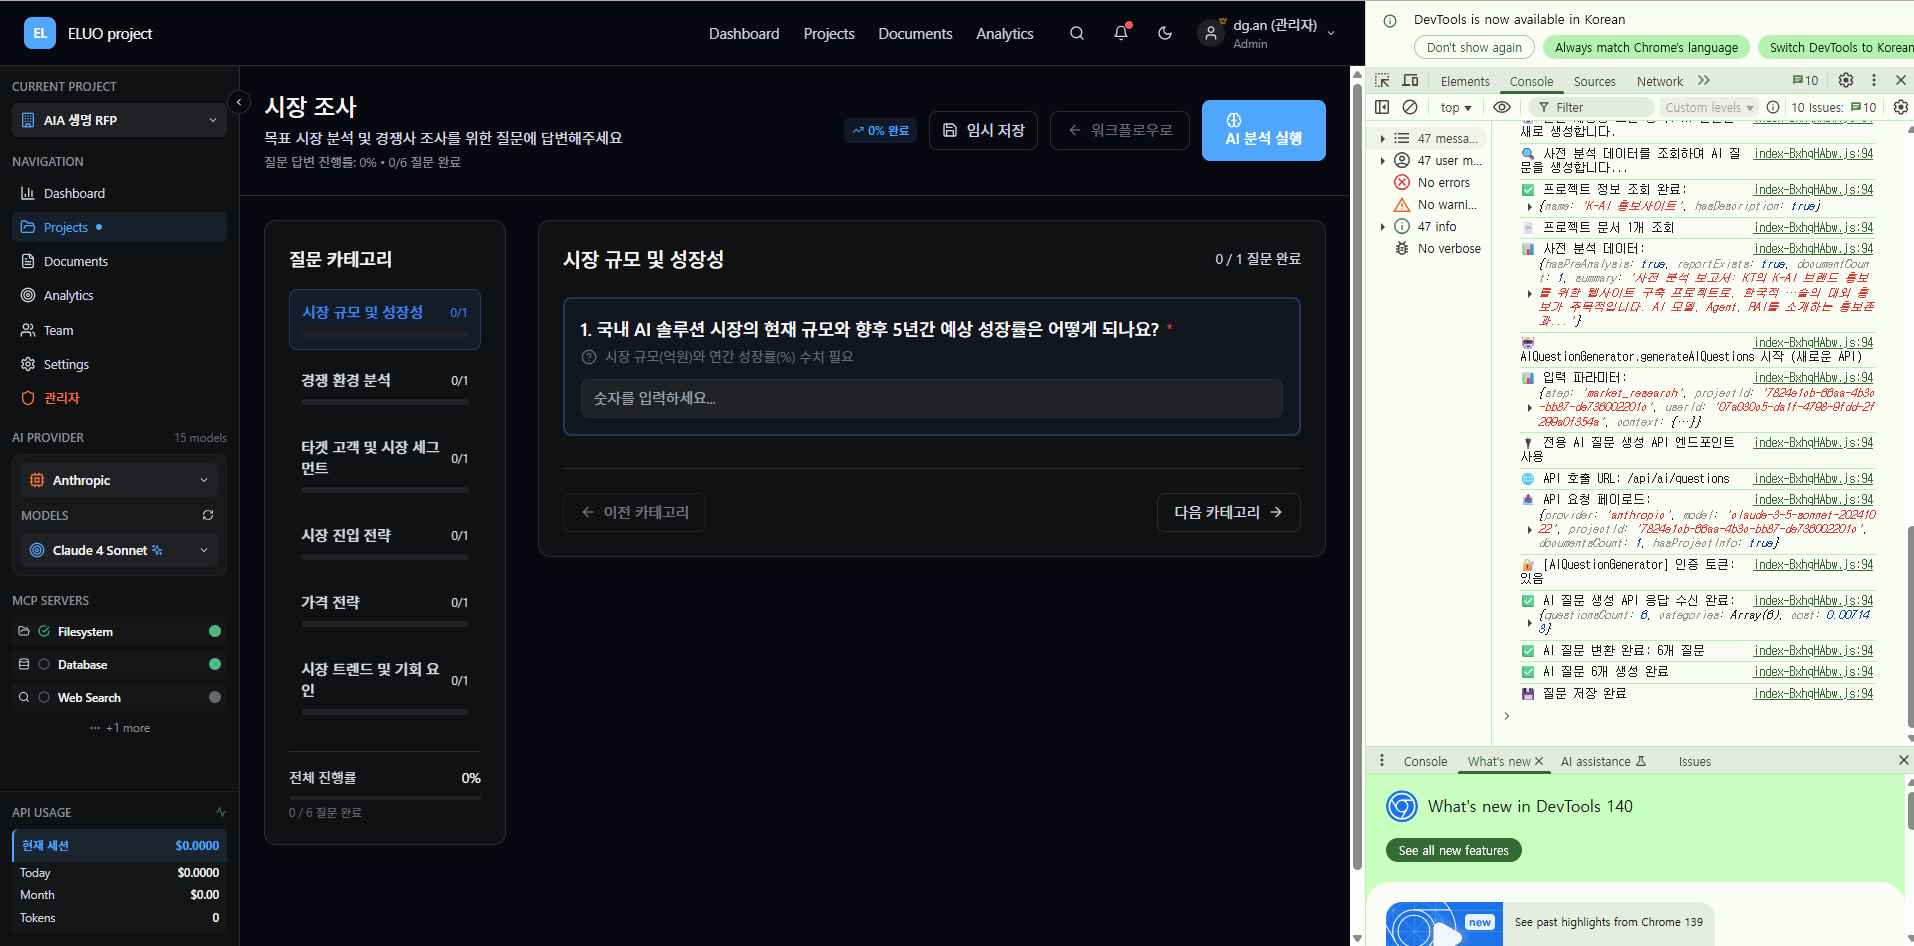 EL
ELUO project
Dashboard
Projects
Documents
Analytics
dg.an (관리자)
Admin
CURRENT PROJECT
AIA 생명 RFP
NAVIGATION
Dashboard
Projects
Documents
Analytics
Team
Settings
관리자
AI PROVIDER
15 models
Anthropic
MODELS
Claude 4 Sonnet
MCP SERVERS
Filesystem
Database
Web Search
··· +1 more
API USAGE
현재 세션 $0.0000
Today $0.0000
Month $0.00
Tokens 0
시장 조사
목표 시장 분석 및 경쟁사 조사를 위한 질문에 답변해주세요
질문 답변 진행률: 0% • 0/6 질문 완료
0% 완료
임시 저장
워크플로우로
AI 분석 실행
질문 카테고리
시장 규모 및 성장성 0/1
경쟁 환경 분석 0/1
타겟 고객 및 시장 세그
먼트 0/1
시장 진입 전략 0/1
가격 전략 0/1
시장 트렌드 및 기회 요
인 0/1
전체 진행률 0%
0 / 6 질문 완료
시장 규모 및 성장성
0 / 1 질문 완료
1. 국내 AI 솔루션 시장의 현재 규모와 향후 5년간 예상 성장률은 어떻게 되나요? *
시장 규모(억원)와 연간 성장률(%) 수치 필요
숫자를 입력하세요...
이전 카테고리
다음 카테고리
DevTools is now available in Korean
Don't show again
Always match Chrome's language
Switch DevTools to Korean
Elements
Console
Sources
Network
10
top
Filter
Custom levels
10 Issues:
10
47 messa...
47 user m...
No errors
No warni...
47 info
No verbose
새로 생성합니다.
사전 분석 데이터를 조회하여 AI 질 index-BxhqHAbw.js:94
문을 생성합니다...
프로젝트 정보 조회 완료: index-BxhqHAbw.js:94
{name: 'K-AI 홍보사이트', hasDescription: true}
프로젝트 문서 1개 조회 index-BxhqHAbw.js:94
사전 분석 데이터: index-BxhqHAbw.js:94
{hasPreAnalysis: true, reportExists: true, documentCoun
t: 1, summary: '사전 분석 보고서: KT의 K-AI 브랜드 홍보
를 위한 웹사이트 구축 프로젝트로, 한국적 …술의 대외 홍
보가 주목적입니다. AI 모델, Agent, RAI를 소개하는 홍보존
과...'}
index-BxhqHAbw.js:94
AIQuestionGenerator.generateAIQuestions 시작 (새로운 API)
입력 파라미터: index-BxhqHAbw.js:94
{step: 'market_research', projectId:
context: {…}}
전용 AI 질문 생성 API 엔드포인트 index-BxhqHAbw.js:94
사용
API 호출 URL: /api/ai/questions index-BxhqHAbw.js:94
API 요청 페이로드: index-BxhqHAbw.js:94
{provider: 'anthropic', model: 'claude-3-5-sonnet-202410
22', projectId:
documentsCount: 1, hasProjectInfo: true}
[AIQuestionGenerator] 인증 토큰: index-BxhqHAbw.js:94
있음
AI 질문 생성 API 응답 수신 완료: index-BxhqHAbw.js:94
{questionsCount: 6, categories: Array(6), cost: 0.00714
3}
AI 질문 변환 완료: 6개 질문 index-BxhqHAbw.js:94
AI 질문 6개 생성 완료 index-BxhqHAbw.js:94
질문 저장 완료 index-BxhqHAbw.js:94
Console
What's new
AI assistance
Issues
What's new in DevTools 140
See all new features
new
See past highlights from Chrome 139